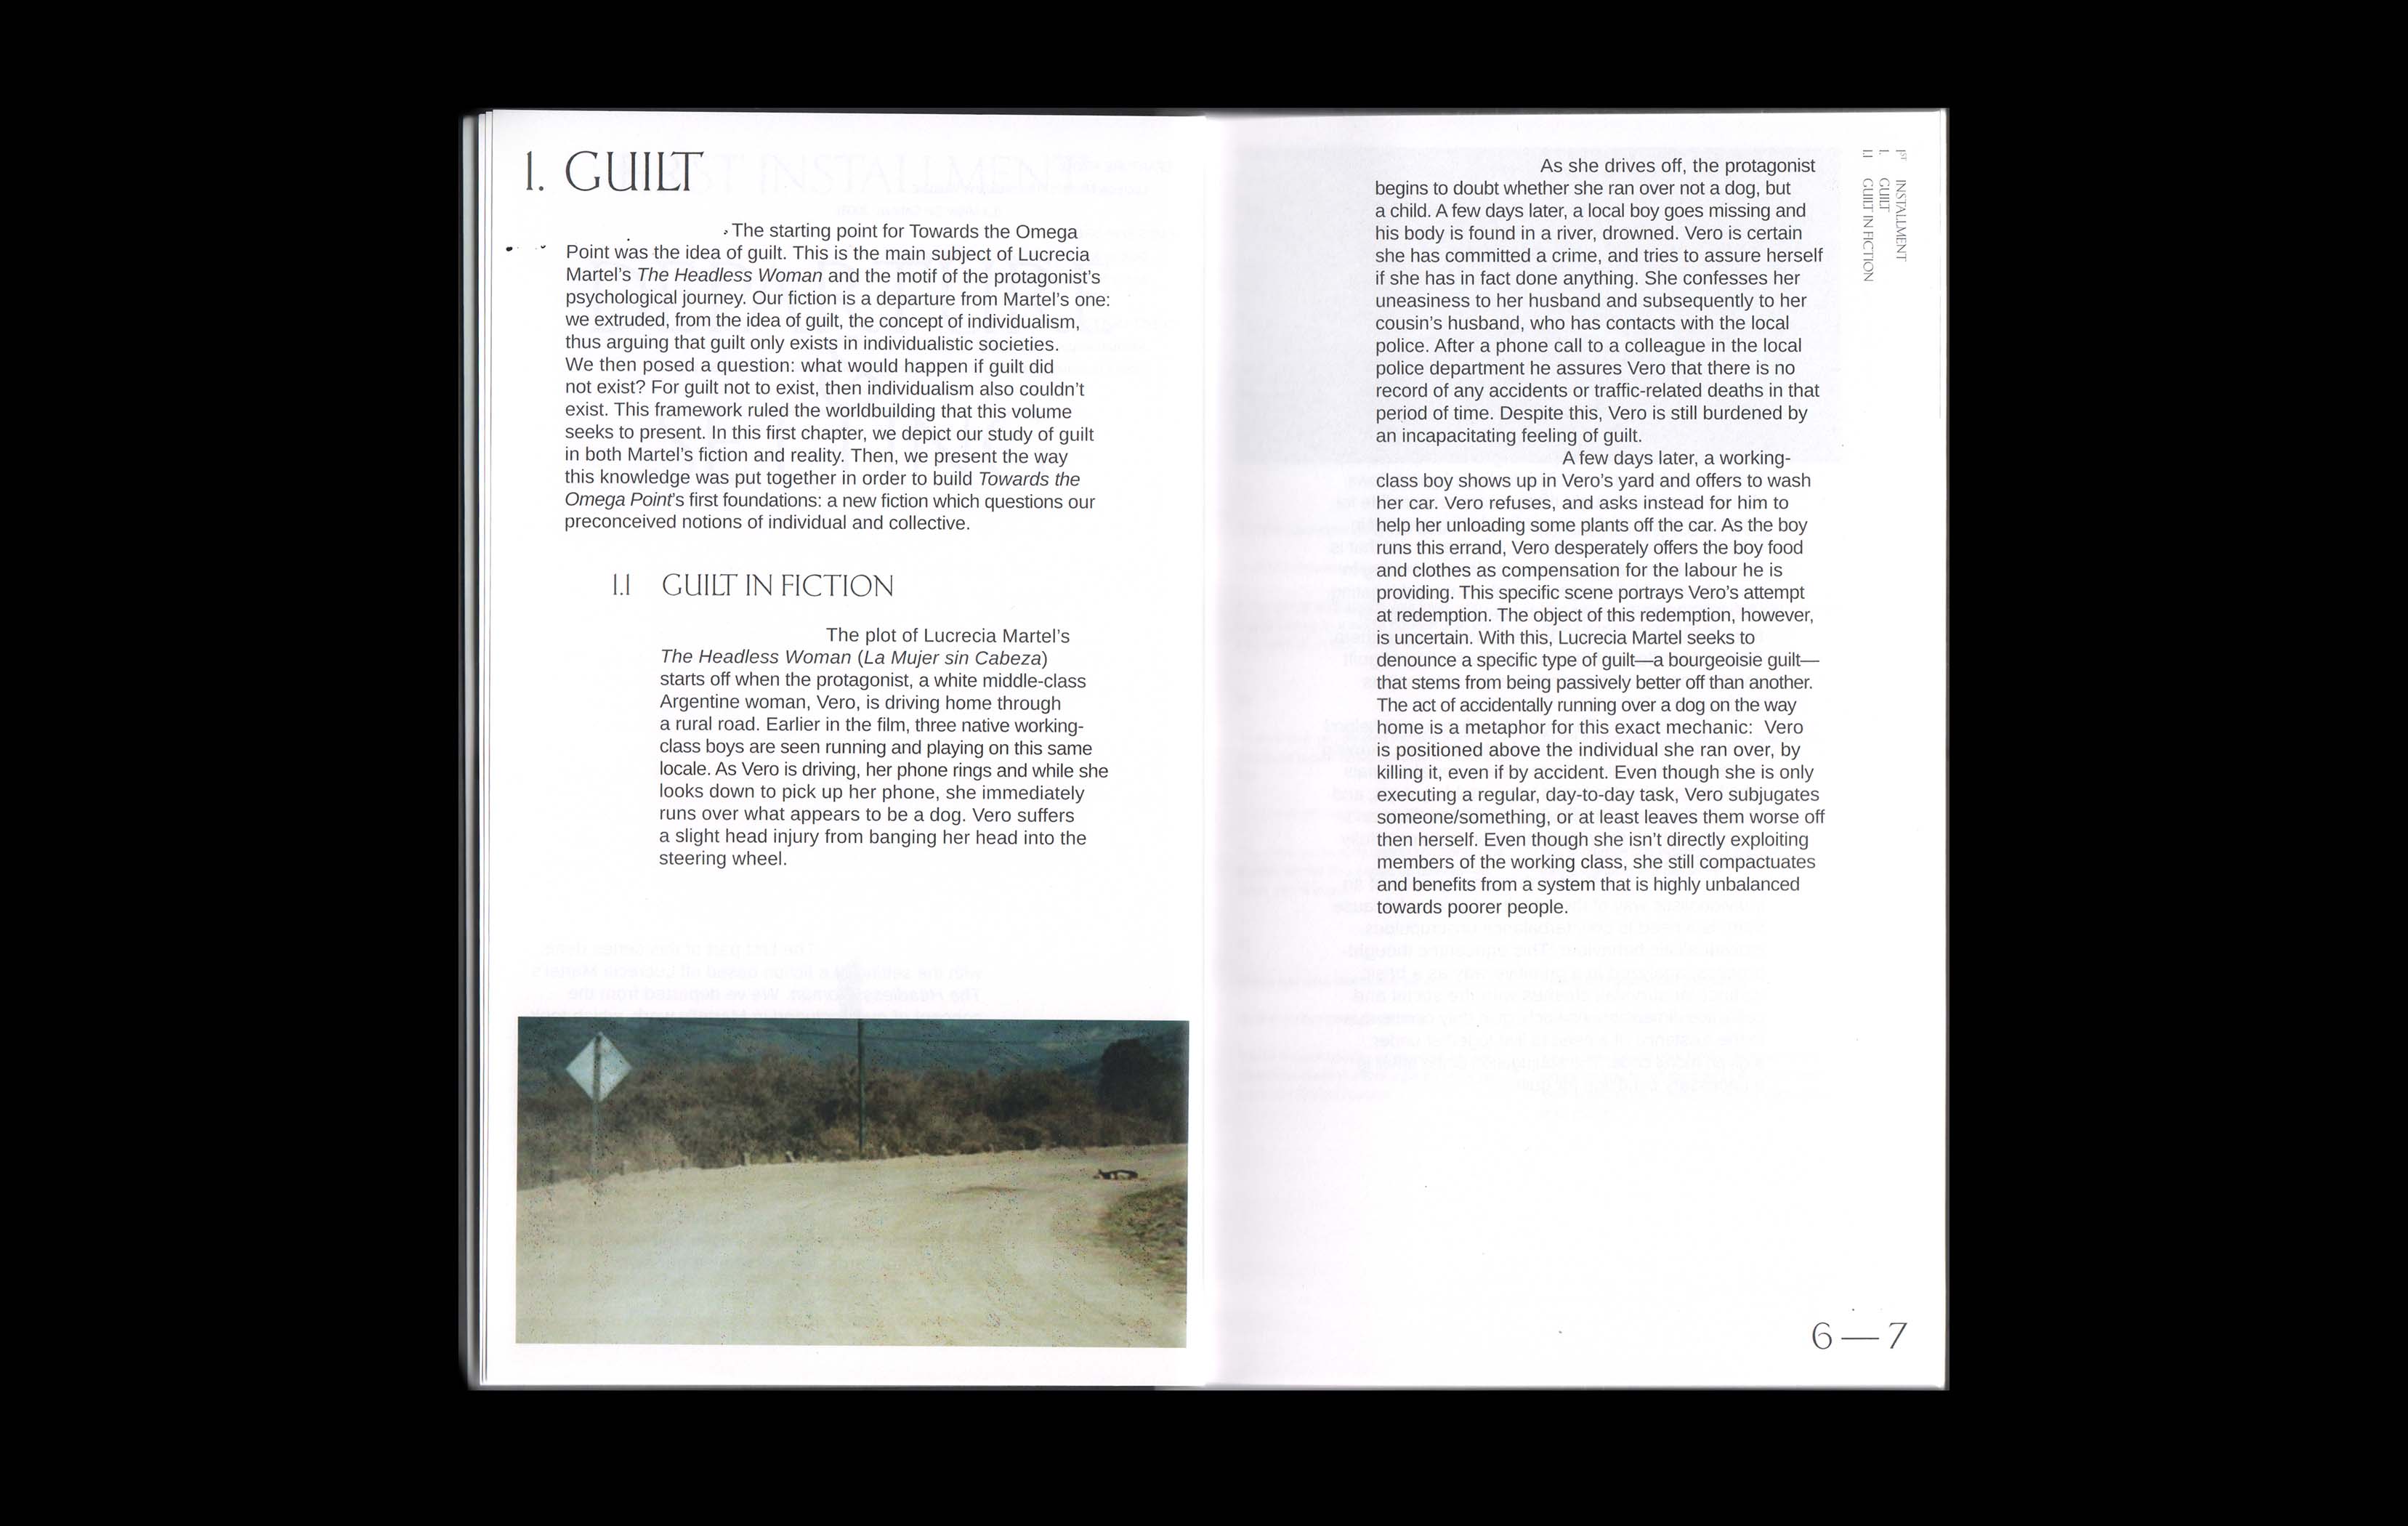 1. GUILT
The starting point for Towards the Omega
Point was the idea of guilt. This is the main subject of Lucrecia
Martel’s The Headless Woman and the motif of the protagonist’s
psychological journey. Our fiction is a departure from Martel’s one:
we extruded, from the idea of guilt, the concept of individualism,
thus arguing that guilt only exists in individualistic societies.
We then posed a question: what would happen if guilt did
not exist? For guilt not to exist, then individualism also couldn’t
exist. This framework ruled the worldbuilding that this volume
seeks to present. In this first chapter, we depict our study of guilt
in both Martel’s fiction and reality. Then, we present the way
this knowledge was put together in order to build Towards the
Omega Point’s first foundations: a new fiction which questions our
preconceived notions of individual and collective.
1.1 GUILT IN FICTION
The plot of Lucrecia Martel’s
The Headless Woman (La Mujer sin Cabeza)
starts off when the protagonist, a white middle-class
Argentine woman, Vero, is driving home through
a rural road. Earlier in the film, three native working-
class boys are seen running and playing on this same
locale. As Vero is driving, her phone rings and while she
looks down to pick up her phone, she immediately
runs over what appears to be a dog. Vero suffers
a slight head injury from banging her head into the
steering wheel.
As she drives off, the protagonist
begins to doubt whether she ran over not a dog, but
a child. A few days later, a local boy goes missing and
his body is found in a river, drowned. Vero is certain
she has committed a crime, and tries to assure herself
if she has in fact done anything. She confesses her
uneasiness to her husband and subsequently to her
cousin’s husband, who has contacts with the local
police. After a phone call to a colleague in the local
police department he assures Vero that there is no
record of any accidents or traffic-related deaths in that
period of time. Despite this, Vero is still burdened by
an incapacitating feeling of guilt.
A few days later, a working-
class boy shows up in Vero’s yard and offers to wash
her car. Vero refuses, and asks instead for him to
help her unloading some plants off the car. As the boy
runs this errand, Vero desperately offers the boy food
and clothes as compensation for the labour he is
providing. This specific scene portrays Vero’s attempt
at redemption. The object of this redemption, however,
is uncertain. With this, Lucrecia Martel seeks to
denounce a specific type of guilt—a bourgeoisie guilt—
that stems from being passively better off than another.
The act of accidentally running over a dog on the way
home is a metaphor for this exact mechanic:  Vero
is positioned above the individual she ran over, by
killing it, even if by accident. Even though she is only
executing a regular, day-to-day task, Vero subjugates
someone/something, or at least leaves them worse off
then herself. Even though she isn’t directly exploiting
members of the working class, she still compactuates
and benefits from a system that is highly unbalanced
towards poorer people.
1ST INSTALLMENT
1. GUILT
1.1 GUILT IN FICTION
6—7